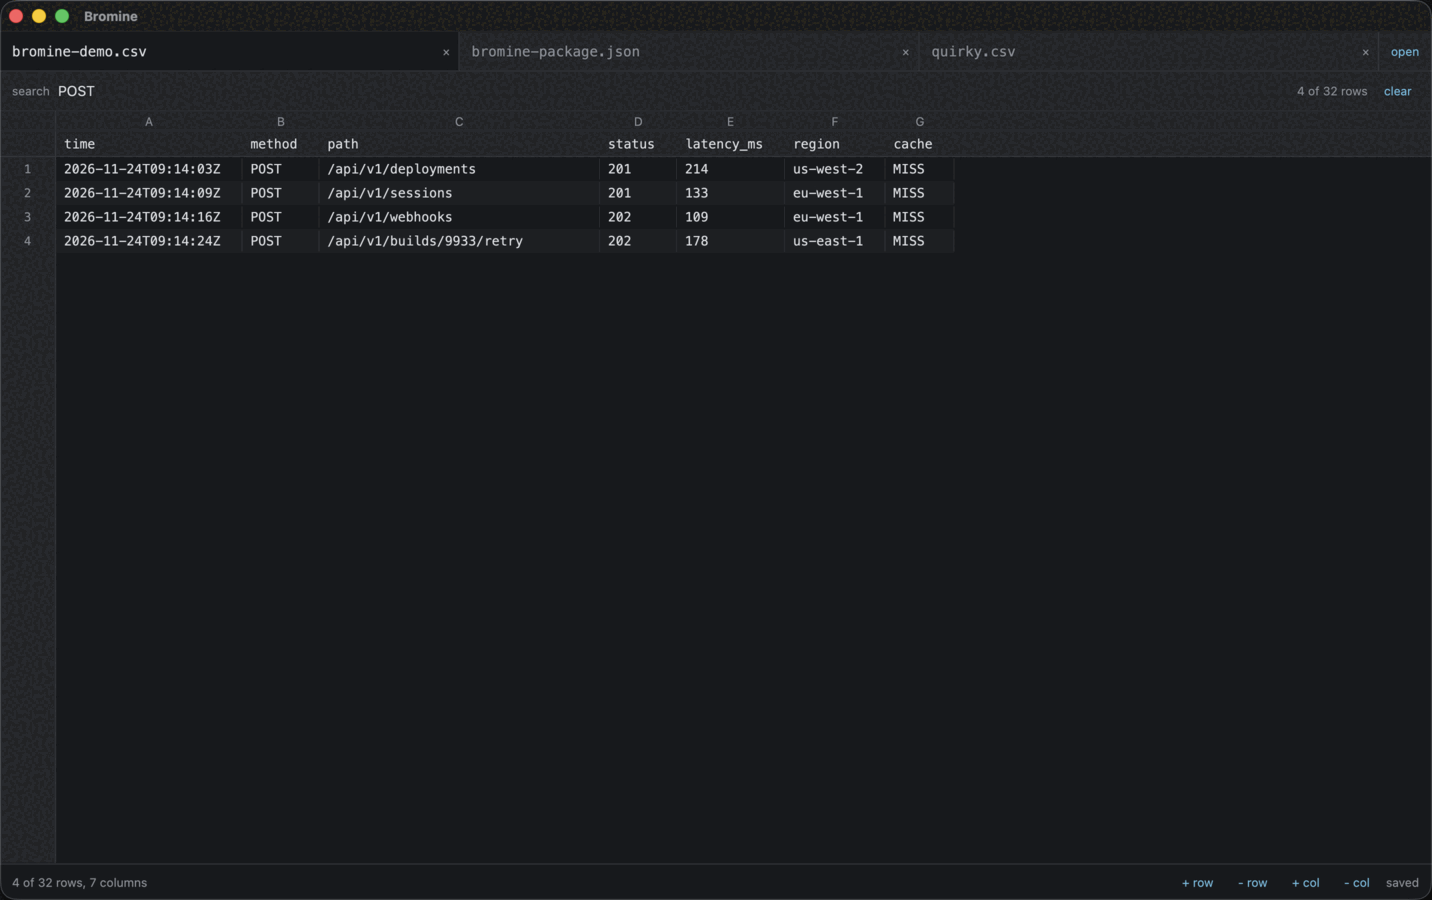 Bromine
bromine-demo.csv × bromine-package.json × quirky.csv × open
search POST 4 of 32 rows clear
A B C D E F G
time method path status latency_ms region cache
1 2026-11-24T09:14:03Z POST /api/v1/deployments 201 214 us-west-2 MISS
2 2026-11-24T09:14:09Z POST /api/v1/sessions 201 133 eu-west-1 MISS
3 2026-11-24T09:14:16Z POST /api/v1/webhooks 202 109 eu-west-1 MISS
4 2026-11-24T09:14:24Z POST /api/v1/builds/9933/retry 202 178 us-east-1 MISS
4 of 32 rows, 7 columns + row - row + col - col saved